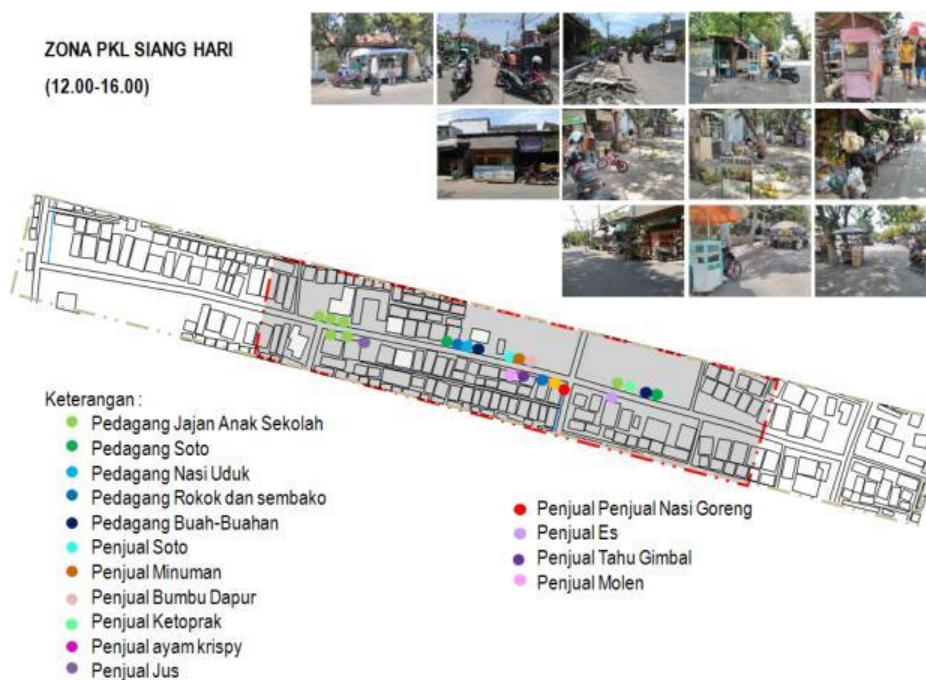 ZONA PKL SIANG HARI
(12.00-16.00)
Keterangan :
Pedagang Jajan Anak Sekolah
Pedagang Soto
Pedagang Nasi Uduk
Pedagang Rokok dan sembako
Pedagang Buah-Buahan
Penjual Soto
Penjual Minuman
Penjual Bumbu Dapur
Penjual Ketoprak
Penjual ayam krispy
Penjual Jus
Penjual Penjual Nasi Goreng
Penjual Es
Penjual Tahu Gimbal
Penjual Molen